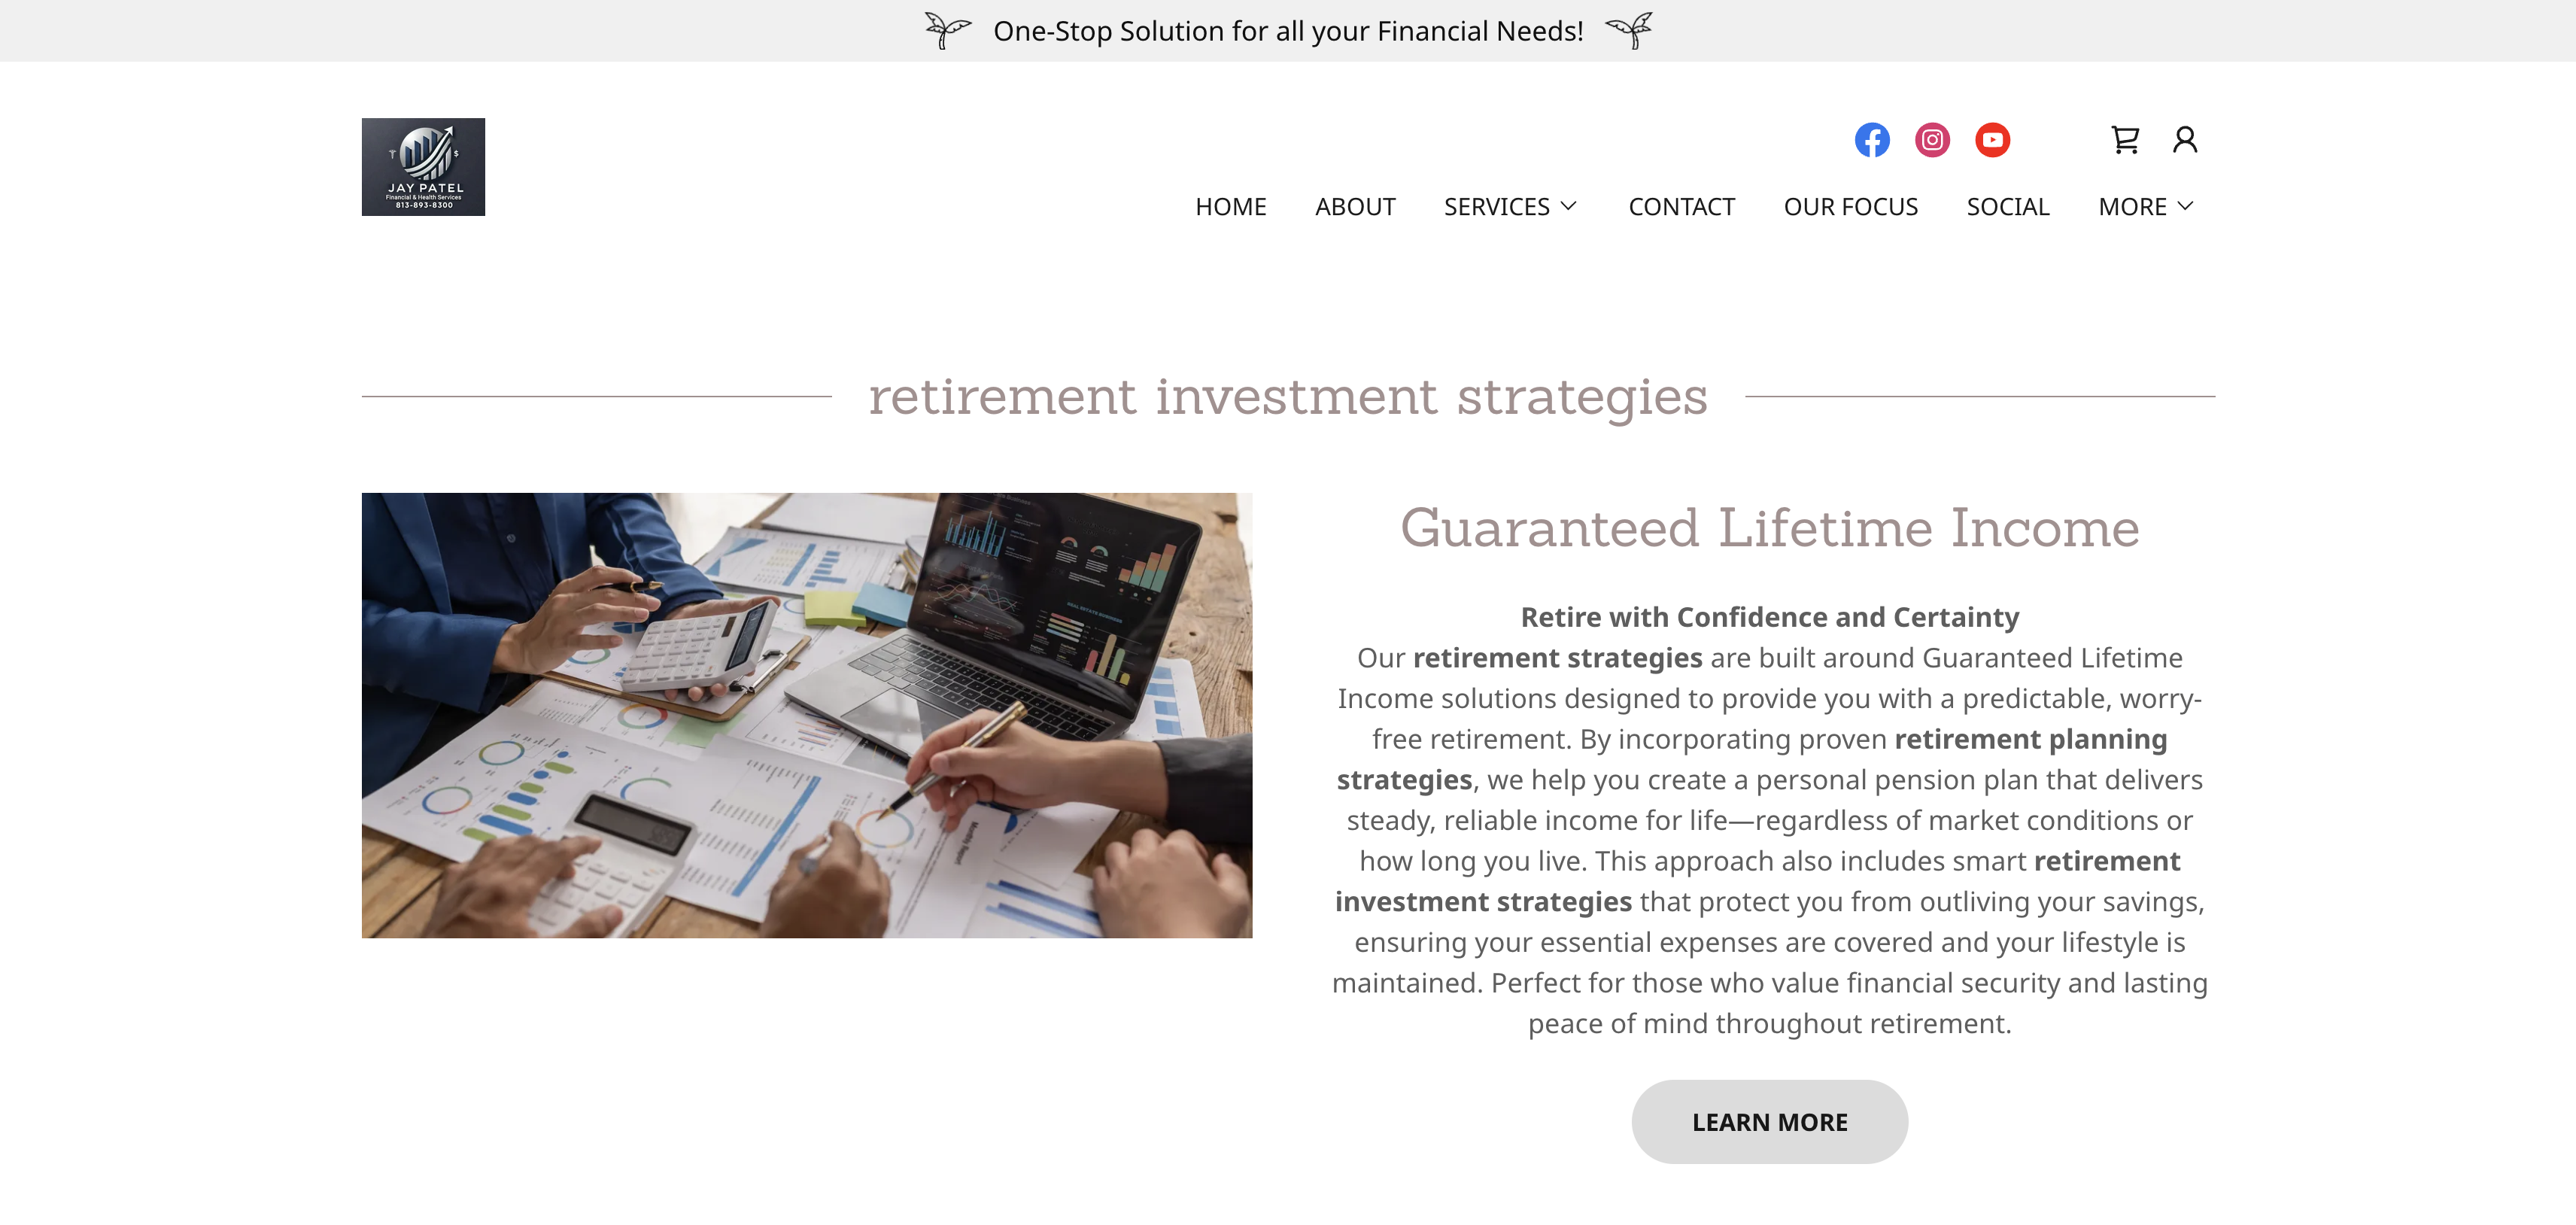 One-Stop Solution for all your Financial Needs!
JAY PATEL
Financial & Health Services
813-893-8300
HOME ABOUT SERVICES CONTACT OUR FOCUS SOCIAL MORE
retirement investment strategies
Guaranteed Lifetime Income
Retire with Confidence and Certainty
Our retirement strategies are built around Guaranteed Lifetime
Income solutions designed to provide you with a predictable, worry-
free retirement. By incorporating proven retirement planning
strategies, we help you create a personal pension plan that delivers
steady, reliable income for life—regardless of market conditions or
how long you live. This approach also includes smart retirement
investment strategies that protect you from outliving your savings,
ensuring your essential expenses are covered and your lifestyle is
maintained. Perfect for those who value financial security and lasting
peace of mind throughout retirement.
LEARN MORE
Monthly Report